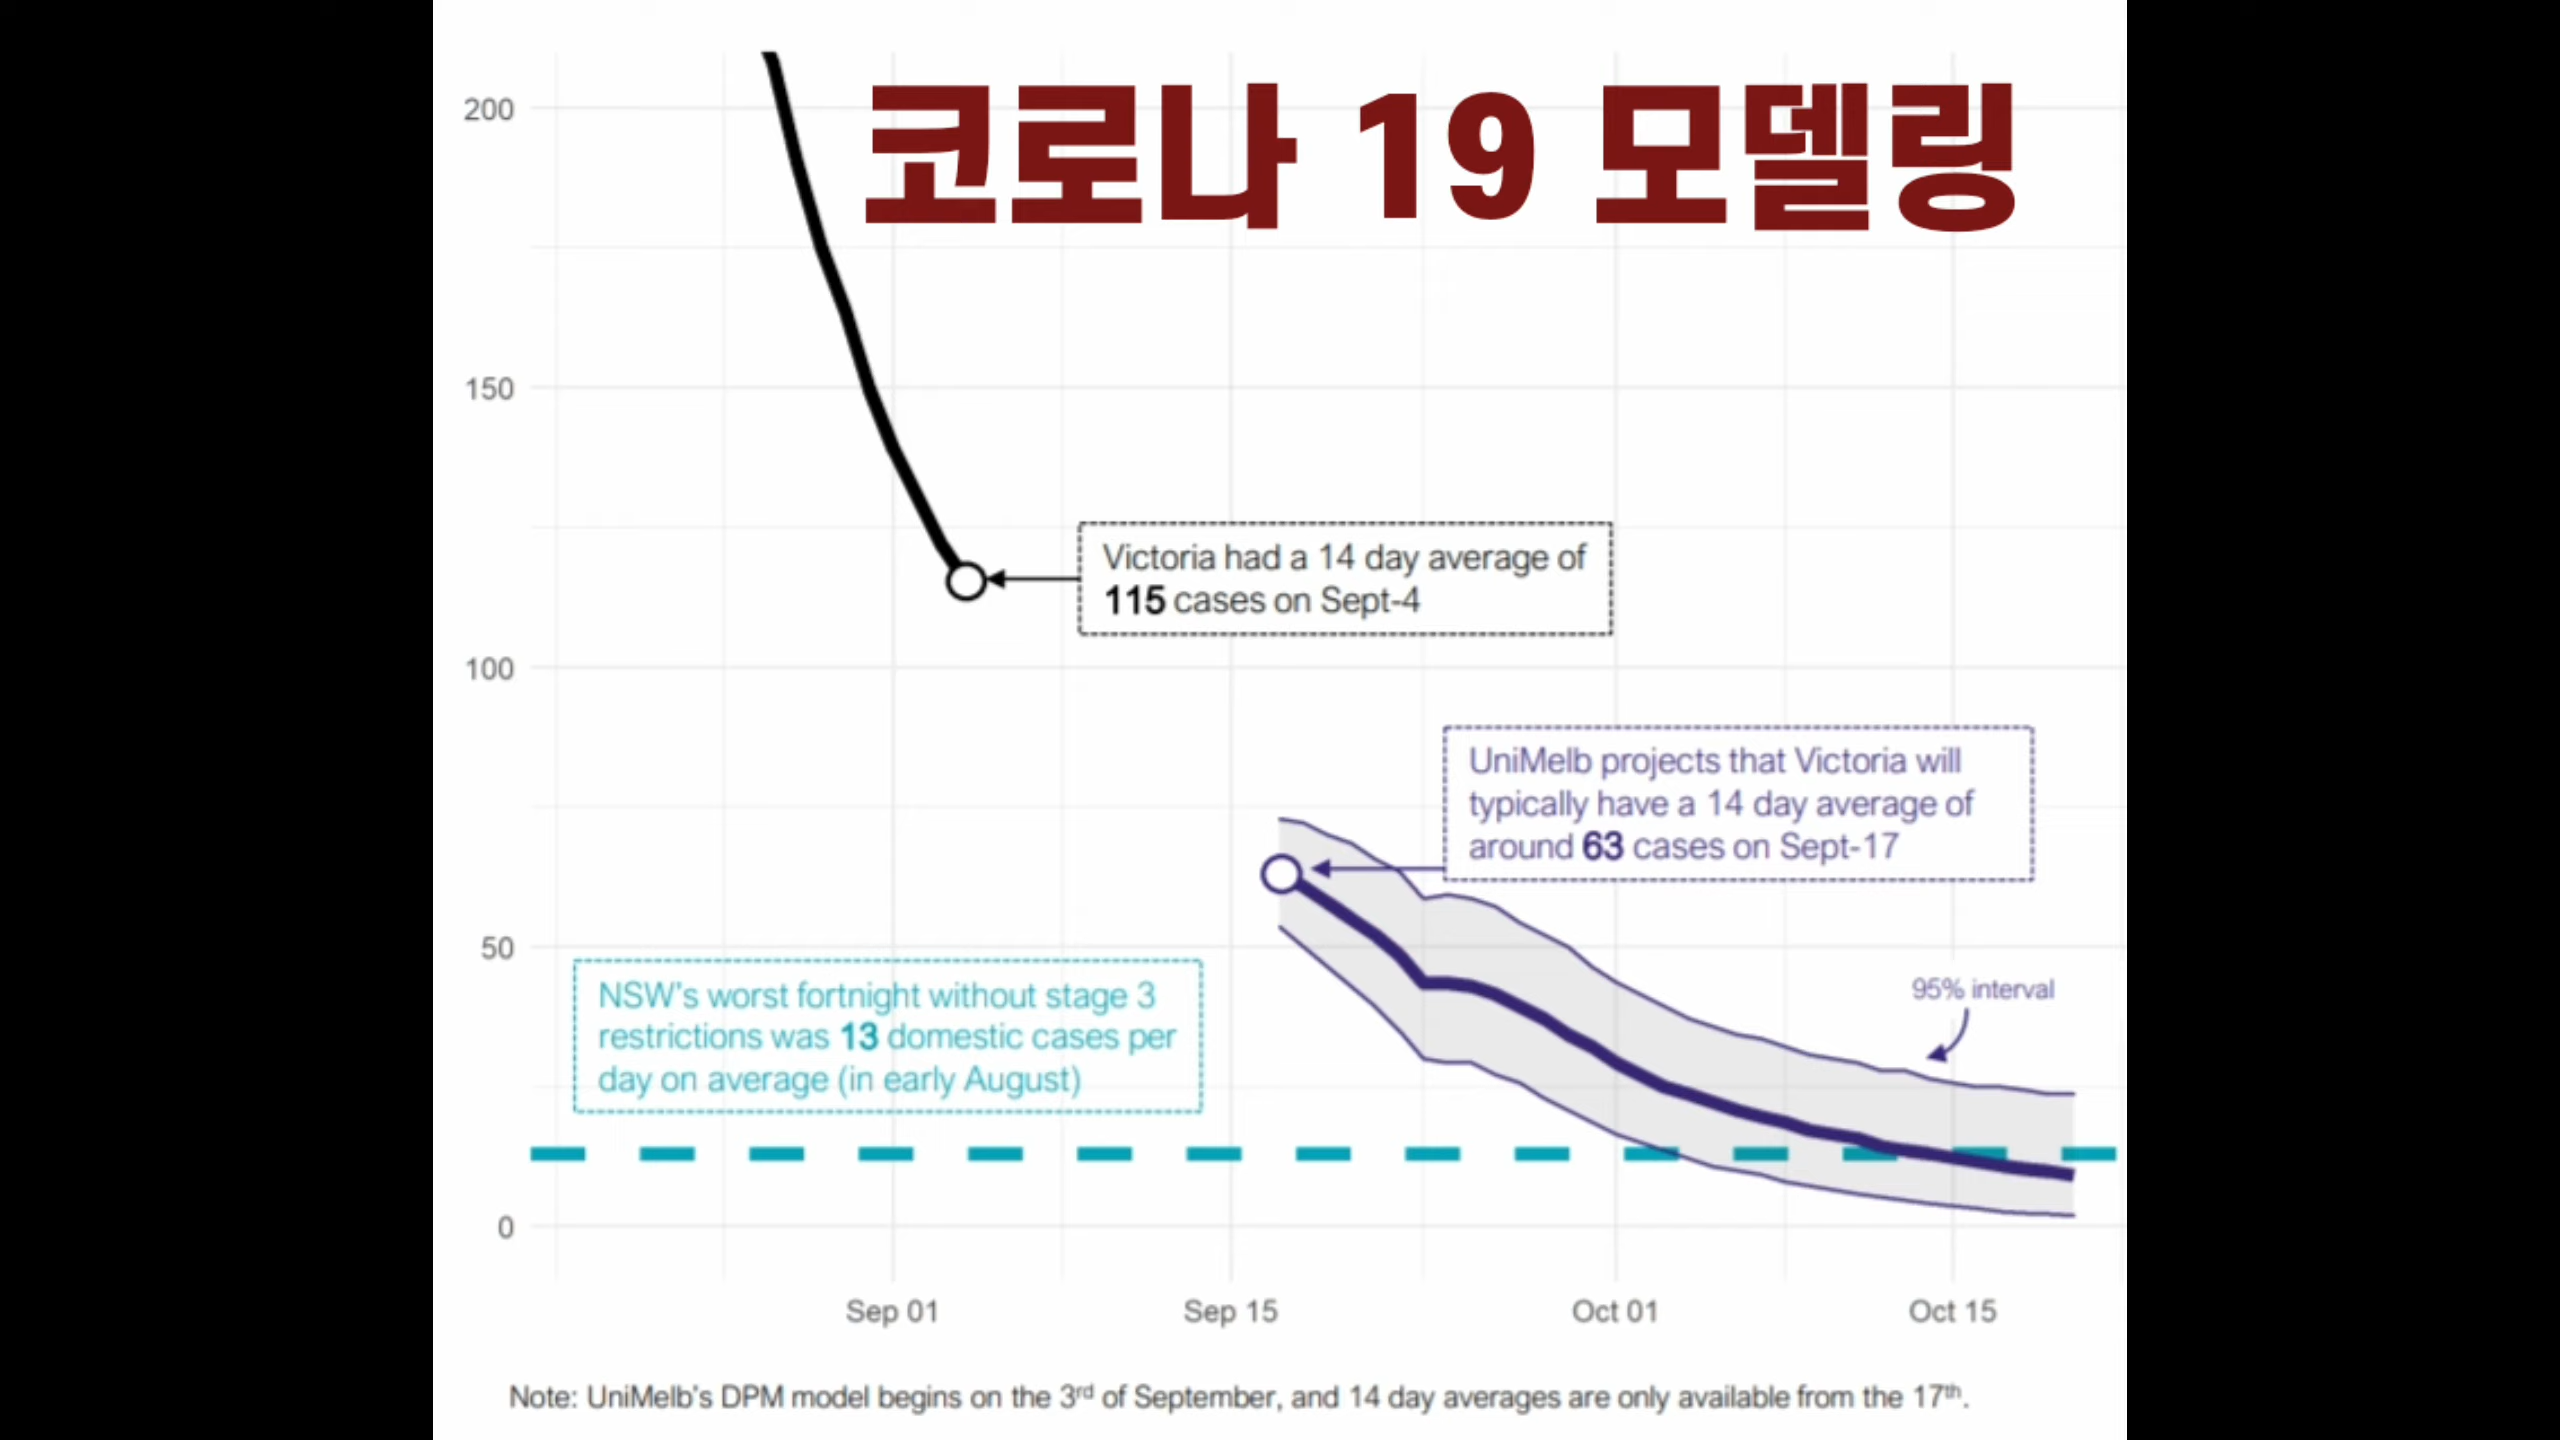 코로나 19 모델링
200
150
100
50
0
Victoria had a 14 day average of
115 cases on Sept-4
UniMelb projects that Victoria will
typically have a 14 day average of
around 63 cases on Sept-17
NSW's worst fortnight without stage 3
restrictions was 13 domestic cases per
day on average (in early August)
95% interval
Sep 01
Sep 15
Oct 01
Oct 15
Note: UniMelb's DPM model begins on the 3rd of September, and 14 day averages are only available from the 17th.